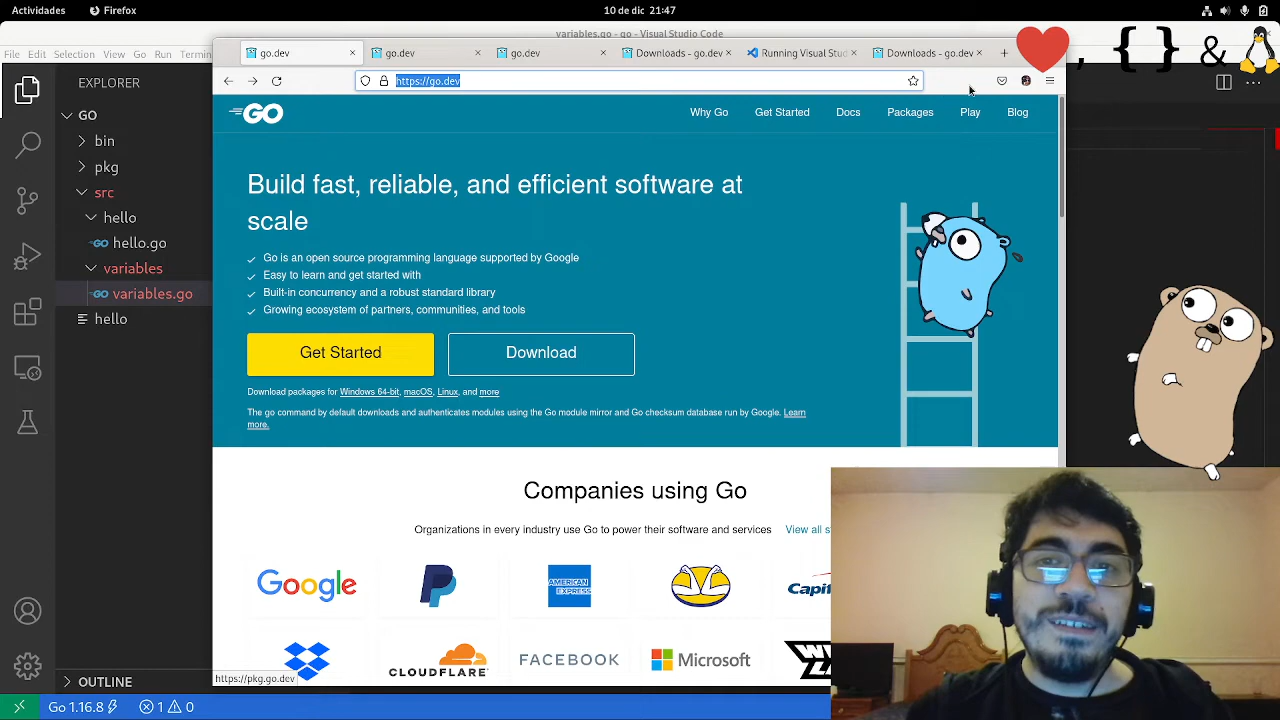 Actividades
Firefox
10 de dic 21:47
variables.go - go - Visual Studio Code
File Edit Selection
go.dev
go.dev
go.dev
Downloads - go.dev
Running Visual Stud
Downloads - go.dev
, {} &
https://go.dev
EXPLORER
GO
bin
pkg
src
hello
hello.go
variables
variables.go
hello
OUTLINE
GO
Why Go
Get Started
Docs
Packages
Play
Blog
Build fast, reliable, and efficient software at
scale
Go is an open source programming language supported by Google
Easy to learn and get started with
Built-in concurrency and a robust standard library
Growing ecosystem of partners, communities, and tools
Get Started
Download
Download packages for Windows 64-bit, macOS, Linux, and more
The go command by default downloads and authenticates modules using the Go module mirror and Go checksum database run by Google. Learn
more.
Companies using Go
Organizations in every industry use Go to power their software and services
View all s
Google
AMERICAN
EXPRESS
Capi
CLOUDFLARE
FACEBOOK
Microsoft
https://pkg.go.dev
Go 1.16.8
1
0